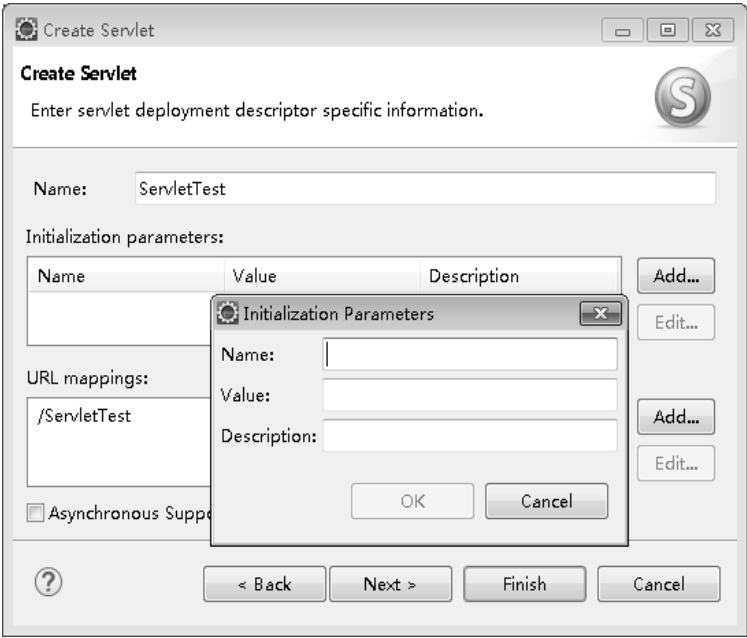 Create Servlet
Create Servlet
Enter servlet deployment descriptor specific information.
S
Name: ServletTest
Initialization parameters:
Name Value Description Add...
Initialization Parameters
Edit...
Name:
URL mappings:
Value:
/ServletTest
Add...
Description:
Edit...
OK Cancel
Asynchronous Suppo
? < Back Next > Finish Cancel